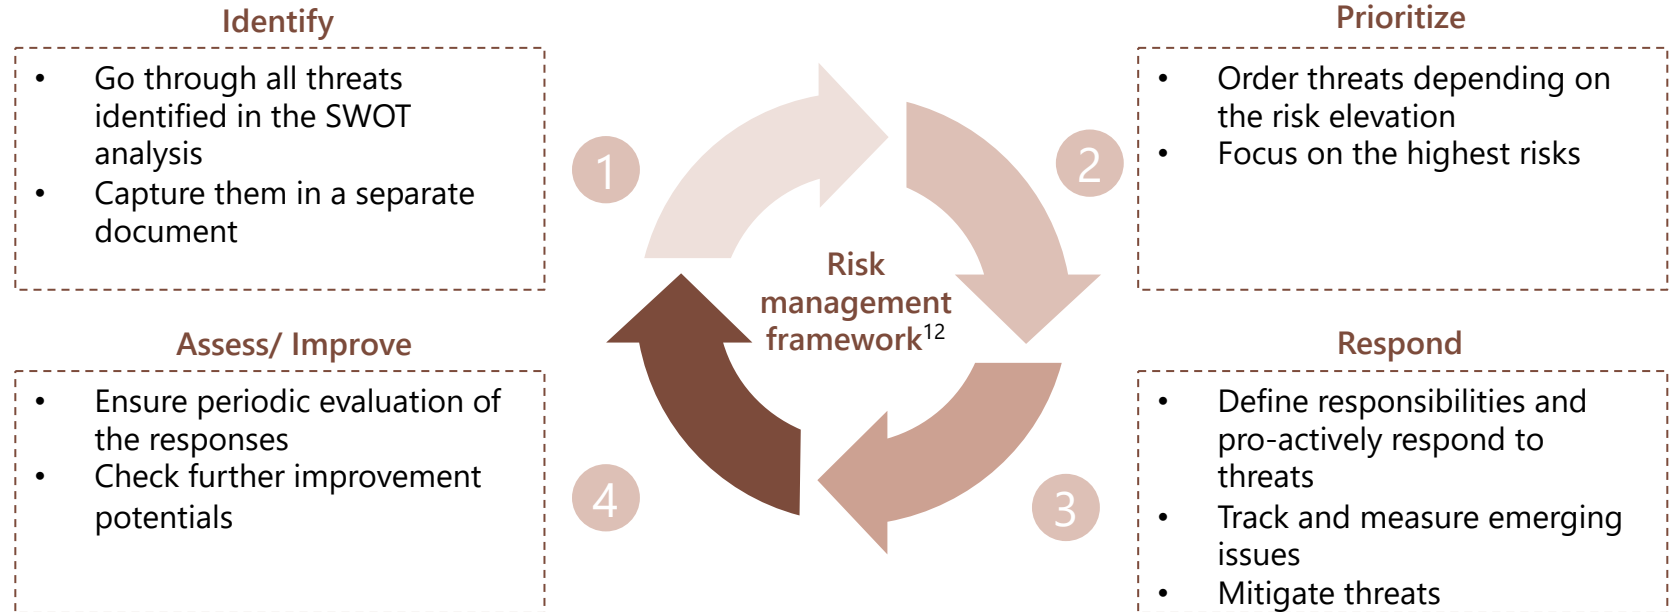 Identify
• Go through all threats
identified in the SWOT
analysis
• Capture them in a separate
document
1
Prioritize
• Order threats depending on
the risk elevation
• Focus on the highest risks
2
Risk
management
framework12
Assess/ Improve
• Ensure periodic evaluation of
the responses
• Check further improvement
potentials
4
Respond
• Define responsibilities and
pro-actively respond to
threats
• Track and measure emerging
issues
• Mitigate threats
3